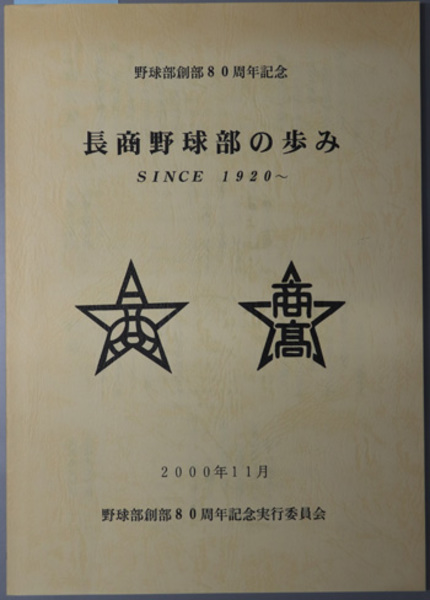 野球部創部80周年記念
長商野球部の歩み
SINCE 1920~
商高
2000年11月
野球部創部80周年記念実行委員会